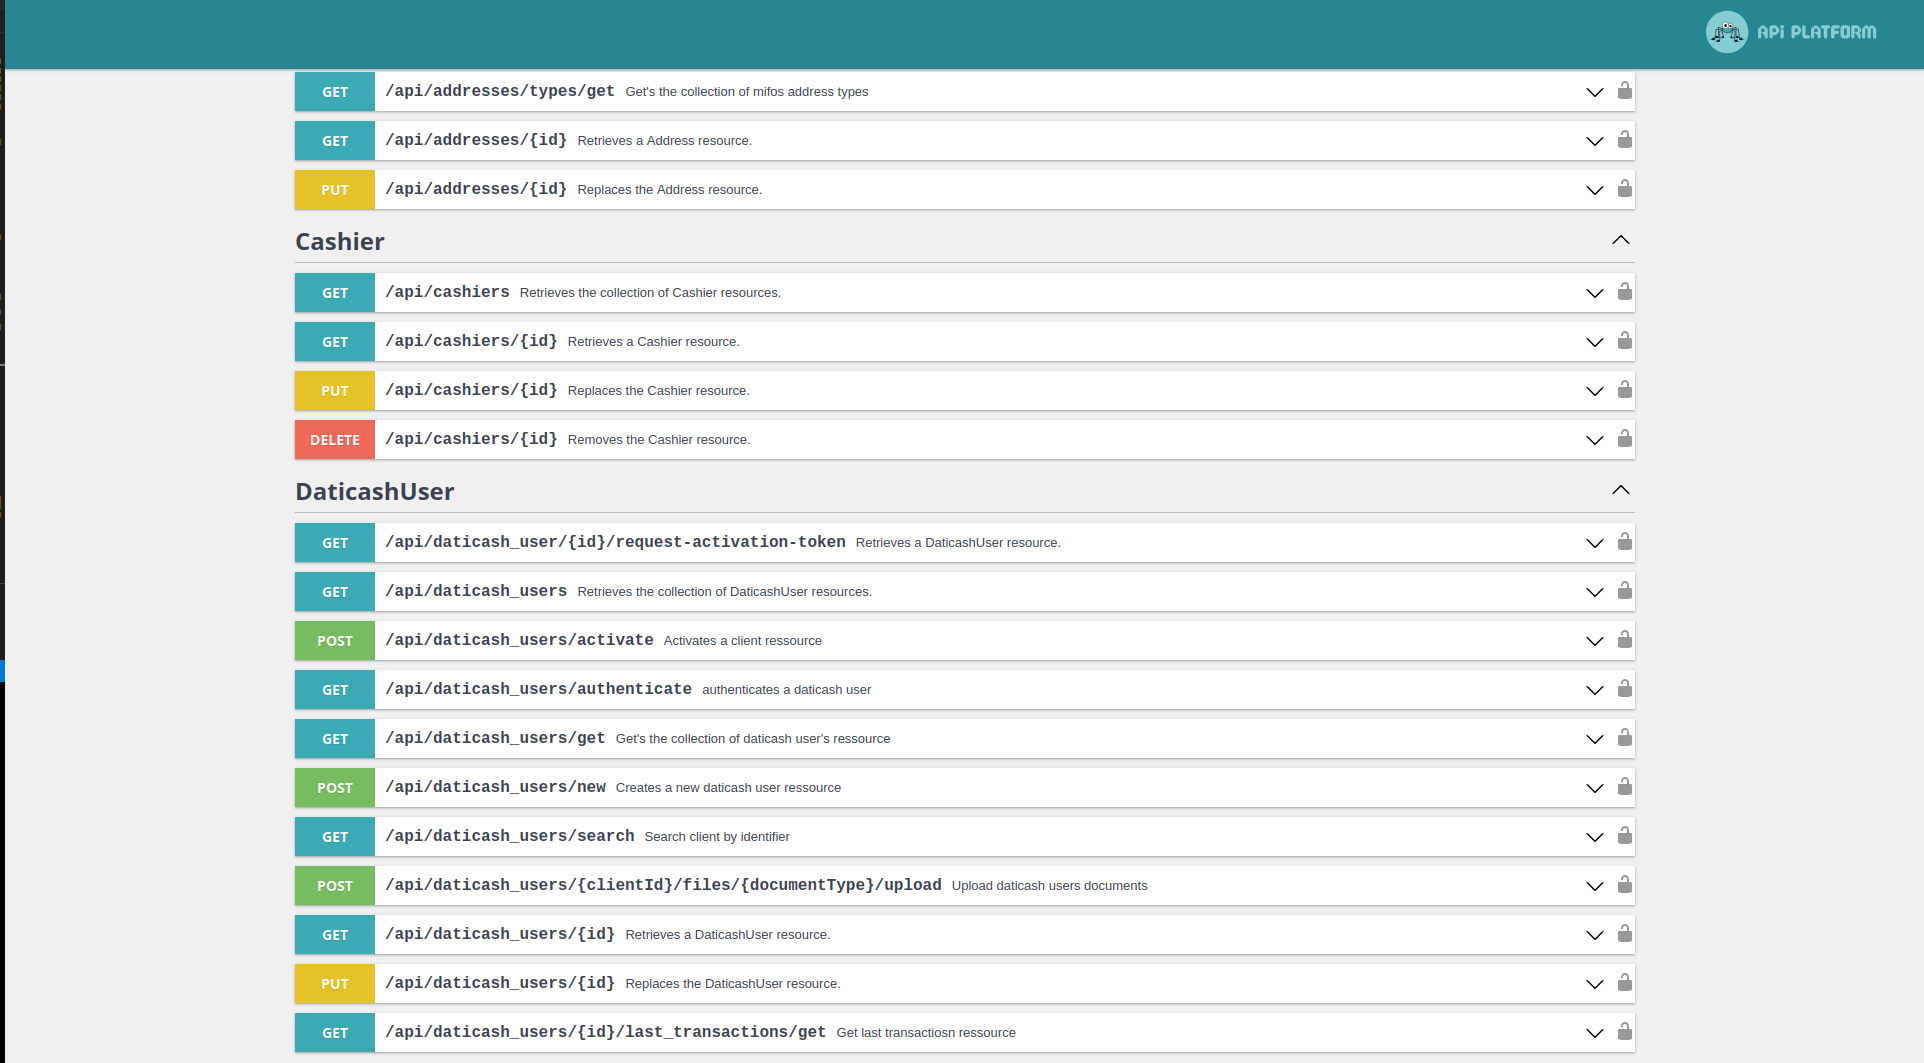 API PLATFORM
GET /api/addresses/types/get Get's the collection of mifos address types
GET /api/addresses/{id} Retrieves a Address resource.
PUT /api/addresses/{id} Replaces the Address resource.
Cashier
GET /api/cashiers Retrieves the collection of Cashier resources.
GET /api/cashiers/{id} Retrieves a Cashier resource.
PUT /api/cashiers/{id} Replaces the Cashier resource.
DELETE /api/cashiers/{id} Removes the Cashier resource.
DaticashUser
GET /api/daticash_user/{id}/request-activation-token Retrieves a DaticashUser resource.
GET /api/daticash_users Retrieves the collection of DaticashUser resources.
POST /api/daticash_users/activate Activates a client ressource
GET /api/daticash_users/authenticate authenticates a daticash user
GET /api/daticash_users/get Get's the collection of daticash user's ressource
POST /api/daticash_users/new Creates a new daticash user ressource
GET /api/daticash_users/search Search client by identifier
POST /api/daticash_users/{clientId}/files/{documentType}/upload Upload daticash users documents
GET /api/daticash_users/{id} Retrieves a DaticashUser resource.
PUT /api/daticash_users/{id} Replaces the DaticashUser resource.
GET /api/daticash_users/{id}/last_transactions/get Get last transactiosn ressource